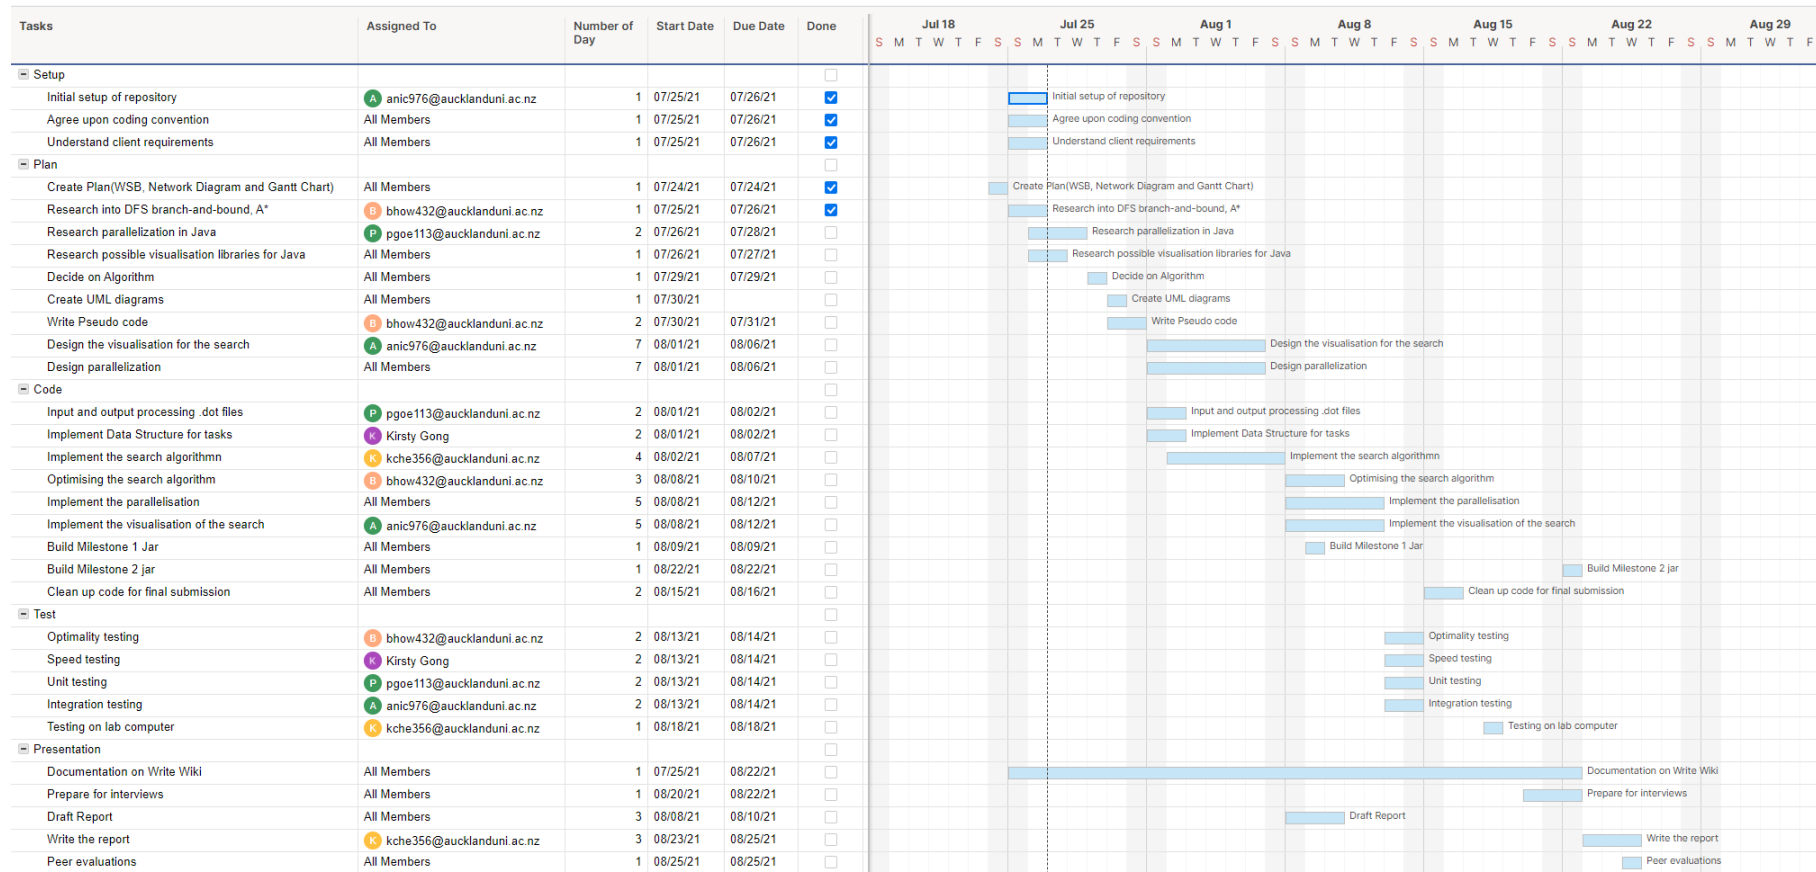 Tasks Assigned To Number of Day Start Date Due Date Done Jul 18 Jul 25 Aug 1 Aug 8 Aug 15 Aug 22 Aug 29
S M T W T F S S M T W T F S S M T W T F S S M T W T F S S M T W T F S S M T W T F S S M T W T F
Setup
Initial setup of repository A anic976@aucklanduni.ac.nz 1 07/25/21 07/26/21 Initial setup of repository
Agree upon coding convention All Members 1 07/25/21 07/26/21 Agree upon coding convention
Understand client requirements All Members 1 07/25/21 07/26/21 Understand client requirements
Plan
Create Plan(WSB, Network Diagram and Gantt Chart) All Members 1 07/24/21 07/24/21 Create Plan(WSB, Network Diagram and Gantt Chart)
Research into DFS branch-and-bound, A* B bhow432@aucklanduni.ac.nz 1 07/25/21 07/26/21 Research into DFS branch-and-bound, A*
Research parallelization in Java P pgoe113@aucklanduni.ac.nz 2 07/26/21 07/28/21 Research parallelization in Java
Research possible visualisation libraries for Java All Members 1 07/26/21 07/27/21 Research possible visualisation libraries for Java
Decide on Algorithm All Members 1 07/29/21 07/29/21 Decide on Algorithm
Create UML diagrams All Members 1 07/30/21 Create UML diagrams
Write Pseudo code B bhow432@aucklanduni.ac.nz 2 07/30/21 07/31/21 Write Pseudo code
Design the visualisation for the search A anic976@aucklanduni.ac.nz 7 08/01/21 08/06/21 Design the visualisation for the search
Design parallelization All Members 7 08/01/21 08/06/21 Design parallelization
Code
Input and output processing .dot files P pgoe113@aucklanduni.ac.nz 2 08/01/21 08/02/21 Input and output processing .dot files
Implement Data Structure for tasks K Kirsty Gong 2 08/01/21 08/02/21 Implement Data Structure for tasks
Implement the search algorithmn K kche356@aucklanduni.ac.nz 4 08/02/21 08/07/21 Implement the search algorithmn
Optimising the search algorithm B bhow432@aucklanduni.ac.nz 3 08/08/21 08/10/21 Optimising the search algorithm
Implement the parallelisation All Members 5 08/08/21 08/12/21 Implement the parallelisation
Implement the visualisation of the search A anic976@aucklanduni.ac.nz 5 08/08/21 08/12/21 Implement the visualisation of the search
Build Milestone 1 Jar All Members 1 08/09/21 08/09/21 Build Milestone 1 Jar
Build Milestone 2 jar All Members 1 08/22/21 08/22/21 Build Milestone 2 jar
Clean up code for final submission All Members 2 08/15/21 08/16/21 Clean up code for final submission
Test
Optimality testing B bhow432@aucklanduni.ac.nz 2 08/13/21 08/14/21 Optimality testing
Speed testing K Kirsty Gong 2 08/13/21 08/14/21 Speed testing
Unit testing P pgoe113@aucklanduni.ac.nz 2 08/13/21 08/14/21 Unit testing
Integration testing A anic976@aucklanduni.ac.nz 2 08/13/21 08/14/21 Integration testing
Testing on lab computer K kche356@aucklanduni.ac.nz 1 08/18/21 08/18/21 Testing on lab computer
Presentation
Documentation on Write Wiki All Members 1 07/25/21 08/22/21 Documentation on Write Wiki
Prepare for interviews All Members 1 08/20/21 08/22/21 Prepare for interviews
Draft Report All Members 3 08/08/21 08/10/21 Draft Report
Write the report K kche356@aucklanduni.ac.nz 3 08/23/21 08/25/21 Write the report
Peer evaluations All Members 1 08/25/21 08/25/21 Peer evaluations